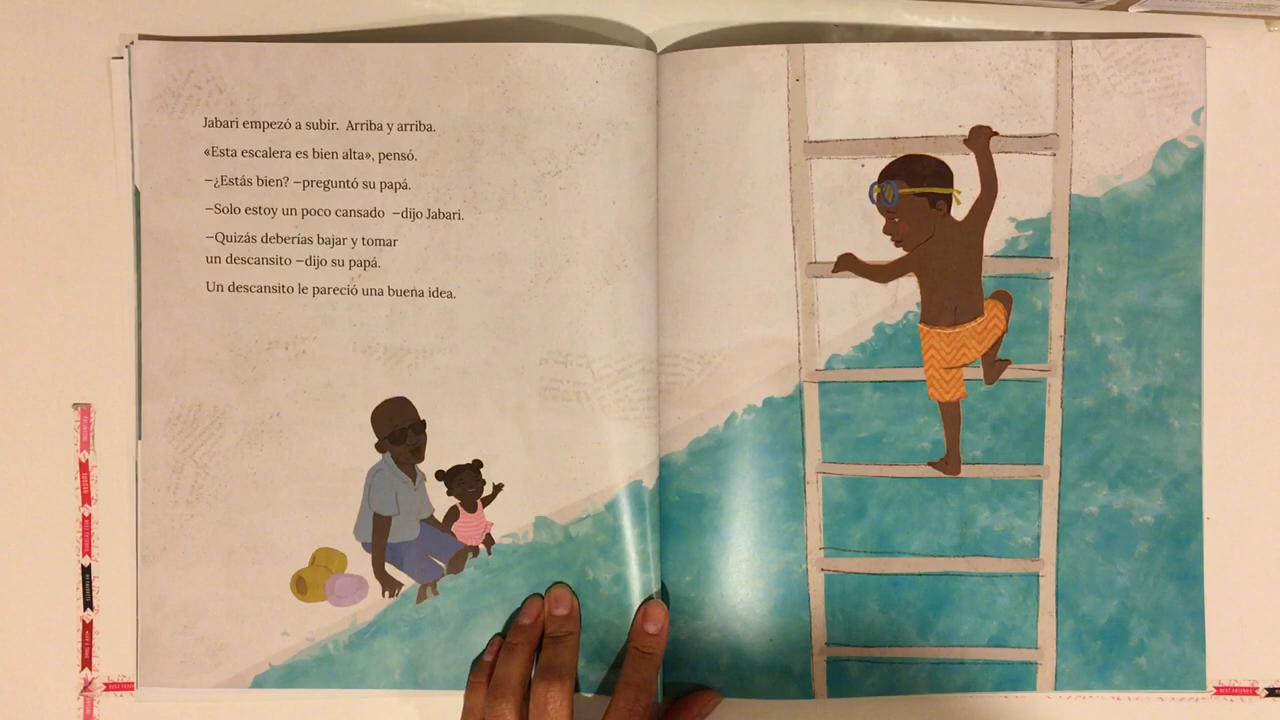 Jabari empezó a subir.  Arriba y arriba.
«Esta escalera es bien alta», pensó.
—¿Estás bien? —preguntó su papá.
—Solo estoy un poco cansado  —dijo Jabari.
—Quizás deberías bajar y tomar
un descansito —dijo su papá.
Un descansito le pareció una buena idea.